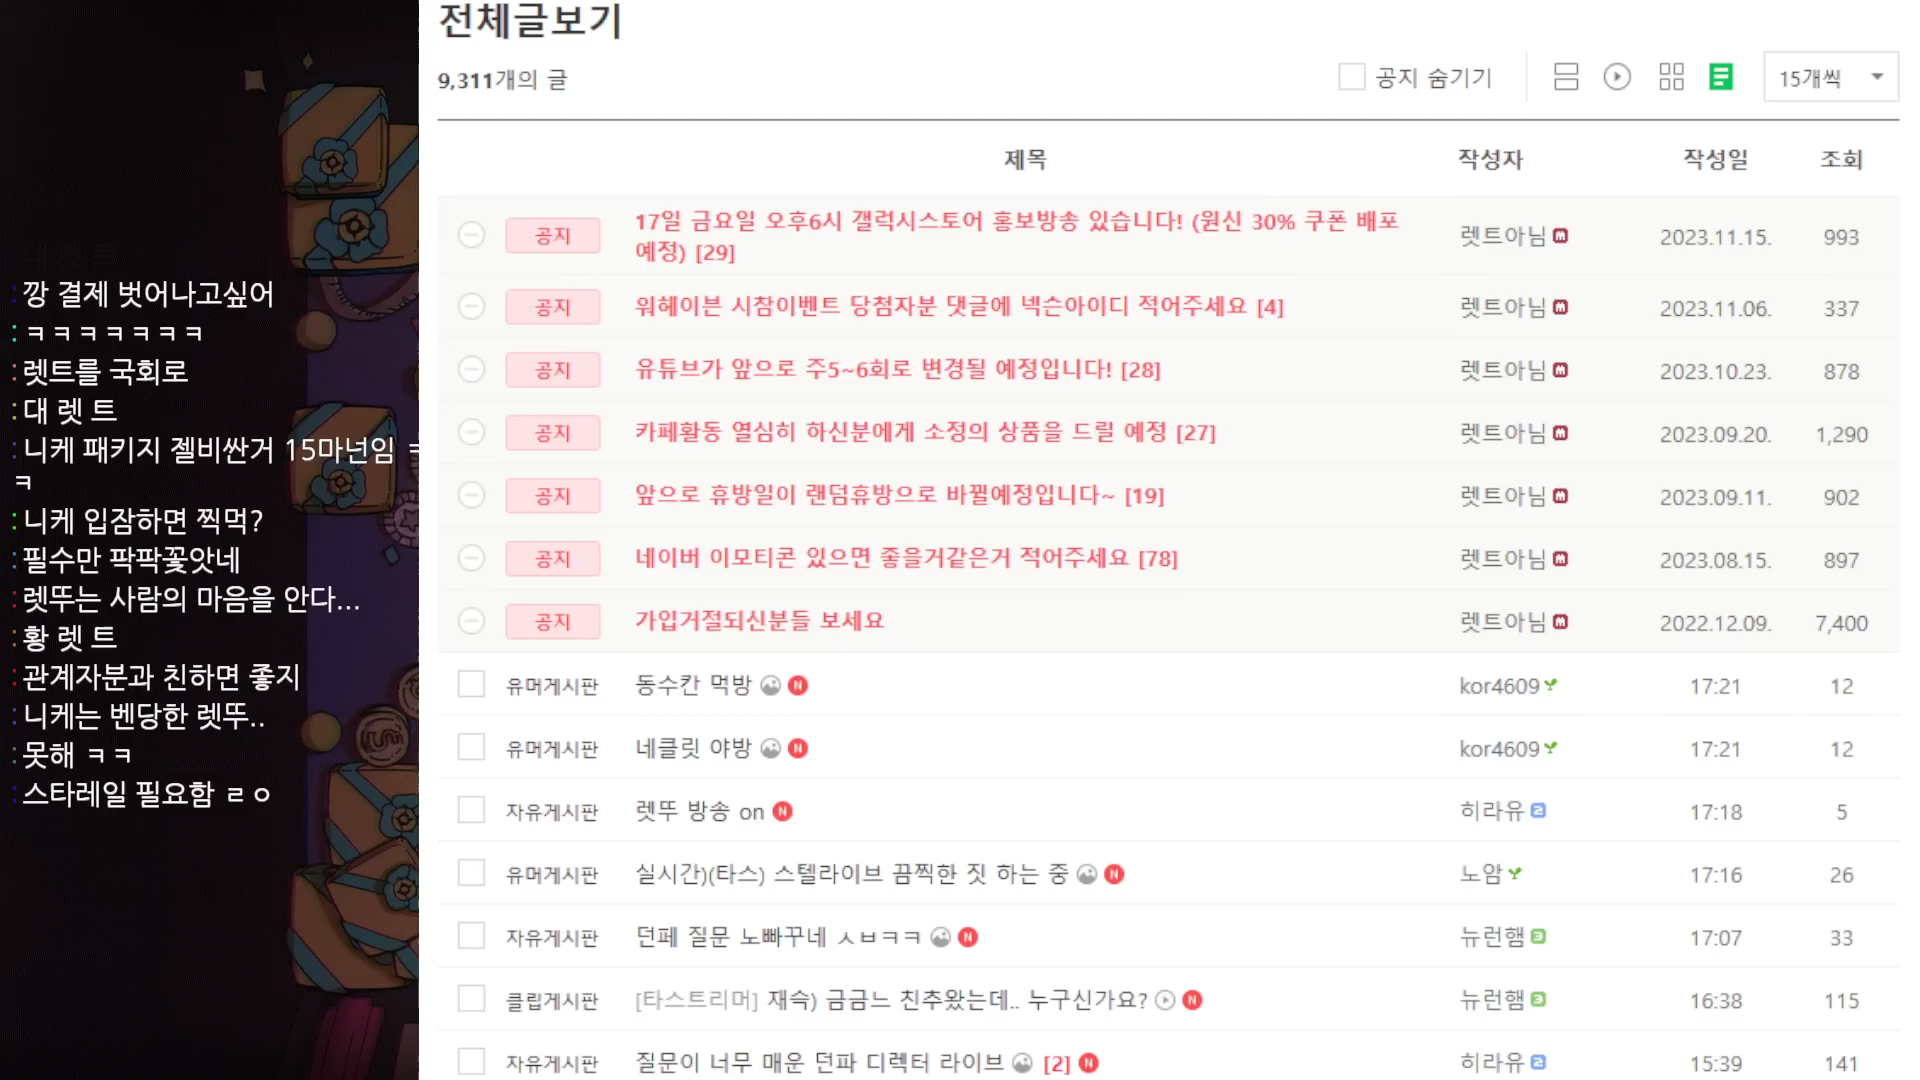 깡 결제 벗어나고싶어
:ㅋㅋㅋㅋㅋㅋㅋ
:렛트를 국회로
:대 렛 트
:니케 패키지 젤비싼거 15마넌임 ㅋ
ㅋ
:니케 입잠하면 찍먹?
:필수만 팍팍꽃앗네
:렛뚜는 사람의 마음을 안다...
:황 렛 트
:관계자분과 친하면 좋지
:니케는 벤당한 렛뚜..
:못해 ㅋㅋ
:스타레일 필요함 ㄹㅇ
전체글보기
9,311개의 글
공지 숨기기
15개씩
제목 작성자 작성일 조회
공지 17일 금요일 오후6시 갤럭시스토어 홍보방송 있습니다! (원신 30% 쿠폰 배포
예정) [29] 렛트아님 2023.11.15. 993
공지 워헤이븐 시참이벤트 당첨자분 댓글에 넥슨아이디 적어주세요 [4] 렛트아님 2023.11.06. 337
공지 유튜브가 앞으로 주5~6회로 변경될 예정입니다! [28] 렛트아님 2023.10.23. 878
공지 카페활동 열심히 하신분에게 소정의 상품을 드릴 예정 [27] 렛트아님 2023.09.20. 1,290
공지 앞으로 휴방일이 랜덤휴방으로 바뀔예정입니다~ [19] 렛트아님 2023.09.11. 902
공지 네이버 이모티콘 있으면 좋을거같은거 적어주세요 [78] 렛트아님 2023.08.15. 897
공지 가입거절되신분들 보세요 렛트아님 2022.12.09. 7,400
유머게시판 동수칸 먹방 N kor4609 17:21 12
유머게시판 네클릿 야방 N kor4609 17:21 12
자유게시판 렛뚜 방송 on N 히라유 2 17:18 5
유머게시판 실시간)(타스) 스텔라이브 끔찍한 짓 하는 중 N 노암 17:16 26
자유게시판 던페 질문 노빠꾸네 ㅅㅂㅋㅋ N 뉴런햄 3 17:07 33
클립게시판 [타스트리머] 재슥) 금금느 친추왔는데.. 누구신가요? N 뉴런햄 3 16:38 115
자유게시판 질문이 너무 매운 던파 디렉터 라이브 [2] N 히라유 2 15:39 141